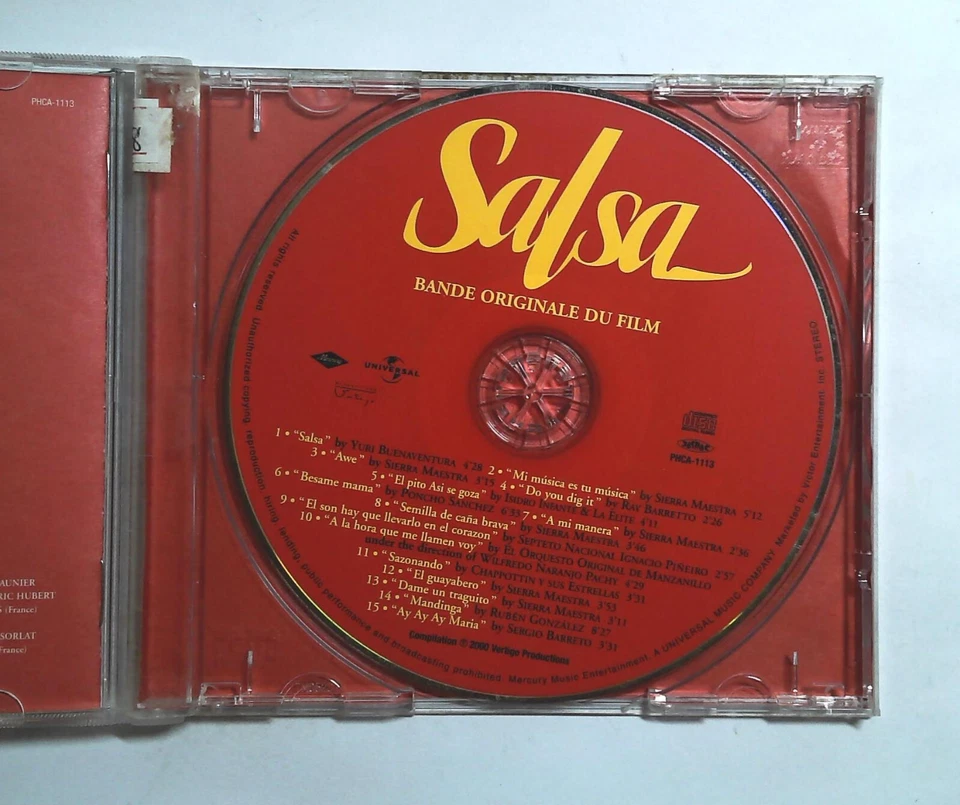 PHCA-1113
8
Salsa
BANDE ORIGINALE DU FILM
UNIVERSAL
Vertigo
PHCA-1113
1 • "Salsa" by YURI BUENAVENTURA 4'28 2 • "Mi música es tu música" by SIERRA MAESTRA 5'12
3 • "Awe" by SIERRA MAESTRA 3'15 4 • "Do you dig it" by RAY BARRETTO 2'26
5 • "El pito Asi se goza" by ISIDRO INFANTE & LA ELITE 4'11
6 • "Besame mama" by PONCHO SANCHEZ 6'33 7 • "A mi manera" by SIERRA MAESTRA 2'36
8 • "Semilla de caña brava" by SIERRA MAESTRA 3'46
9 • "El son hay que llevarlo en el corazon" by SEPTETO NACIONAL IGNACIO PIÑEIRO 2'57
10 • "A la hora que me llamen voy" by EL ORQUESTO ORIGINAL DE MANZANILLO
under the direction of WILFREDO NARANJO PACHY 4'29
11 • "Sazonando" by CHAPPOTTIN Y SUS ESTRELLAS 3'31
12 • "El guayabero" by SIERRA MAESTRA 3'53
13 • "Dame un traguito" by SIERRA MAESTRA 3'11
14 • "Mandinga" by RUBÉN GONZÁLEZ 8'27
15 • "Ay Ay Ay Maria" by SERGIO BARRETO 3'31
Compilation ℗ 2000 Vertigo Productions
All rights reserved. Unauthorized copying, reproduction, hiring, lending, public performance and broadcasting prohibited. Mercury Music Entertainment. A UNIVERSAL MUSIC COMPANY. Marketed by Victor Entertainment, Inc. STEREO
AUNIER
RIC HUBERT
S (France)
SORLAT
France)